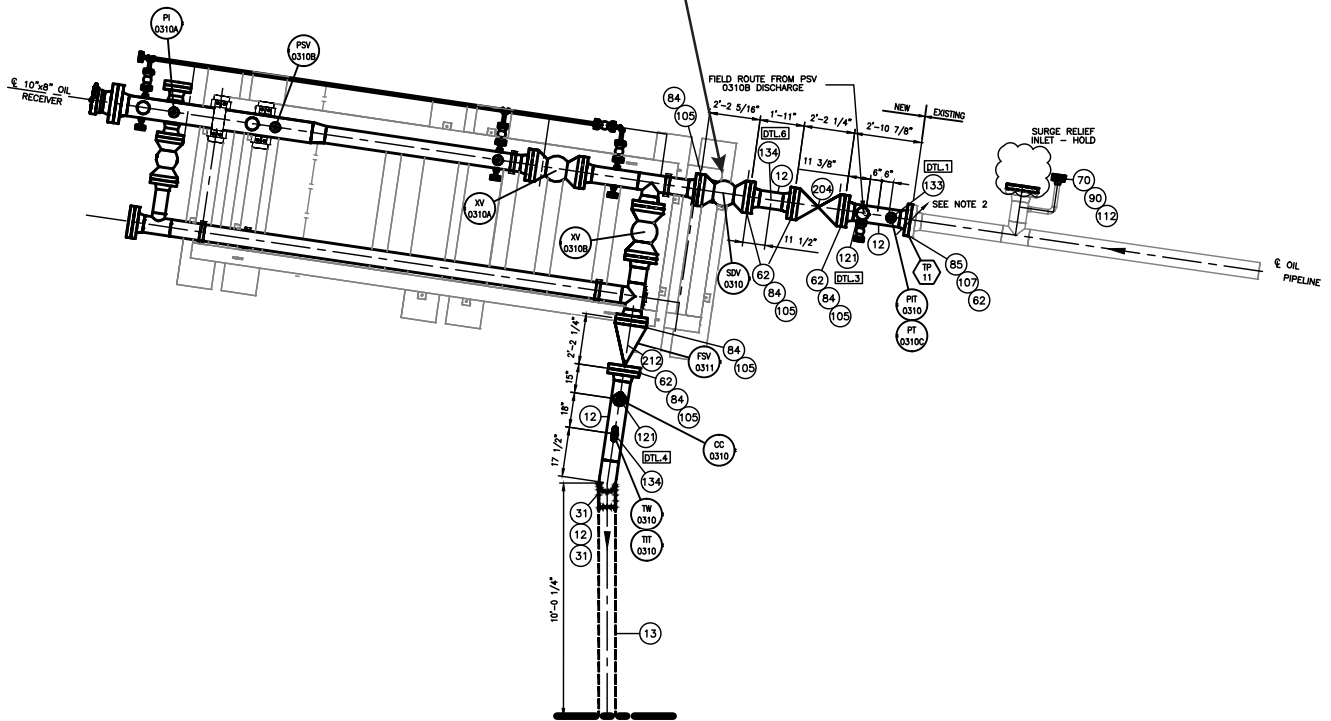 PI
0310A
PSV
0310B
℄ 10"x8" OIL
RECEIVER
FIELD ROUTE FROM PSV
0310B DISCHARGE
84
105
2'-2 5/16"
1'-11"
2'-2 1/4"
2'-10 7/8"
NEW
EXISTING
SURGE RELIEF
INLET - HOLD
DTL.6
134
12
11 3/8"
6"
6"
DTL.1
133
SEE NOTE 2
70
90
112
204
XV
0310A
XV
0310B
11 1/2"
SDV
0310
62
84
105
62
84
105
121
DTL.3
12
TP
11
85
107
62
PIT
0310
PT
0310C
℄ OIL
PIPELINE
2'-2 1/4"
212
FSV
0311
84
105
15"
62
84
105
18"
12
121
CC
0310
17 1/2"
DTL.4
134
TW
0310
TIT
0310
31
12
31
10'-0 1/4"
13